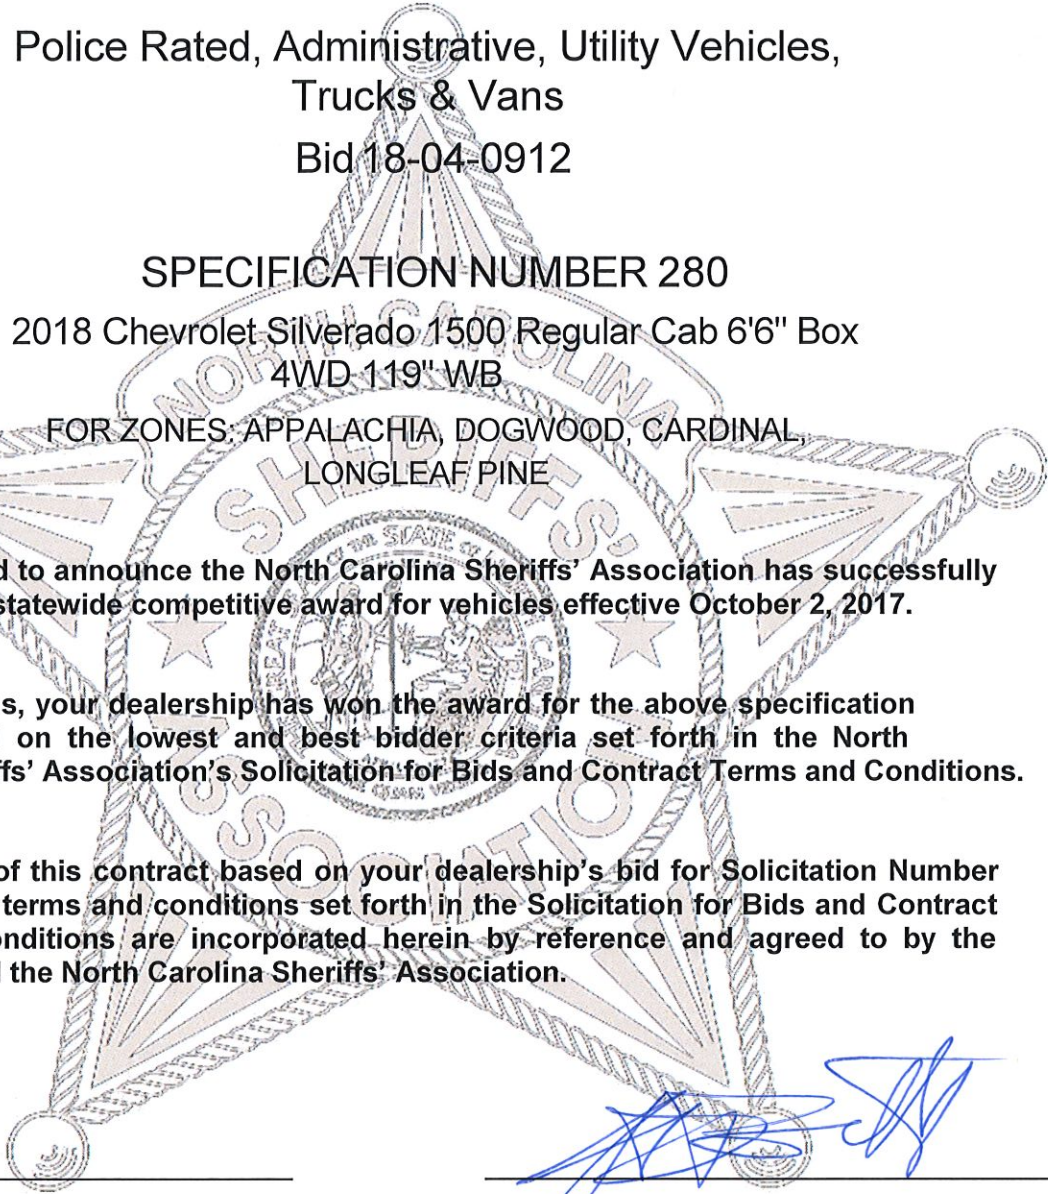 Police Rated, Administrative, Utility Vehicles,
Trucks & Vans
Bid 18-04-0912
SPECIFICATION NUMBER 280
2018 Chevrolet Silverado 1500 Regular Cab 6'6" Box
4WD 119" WB
FOR ZONES: APPALACHIA, DOGWOOD, CARDINAL,
LONGLEAF PINE
NORTH CAROLINA
SHERIFFS'
ASSOCIATION
to announce the North Carolina Sheriffs' Association has successfully
statewide competitive award for vehicles effective October 2, 2017.
your dealership has won the award for the above specification
on the lowest and best bidder criteria set forth in the North
Association's Solicitation for Bids and Contract Terms and Conditions.
of this contract based on your dealership's bid for Solicitation Number
terms and conditions set forth in the Solicitation for Bids and Contract
are incorporated herein by reference and agreed to by the
the North Carolina Sheriffs' Association.